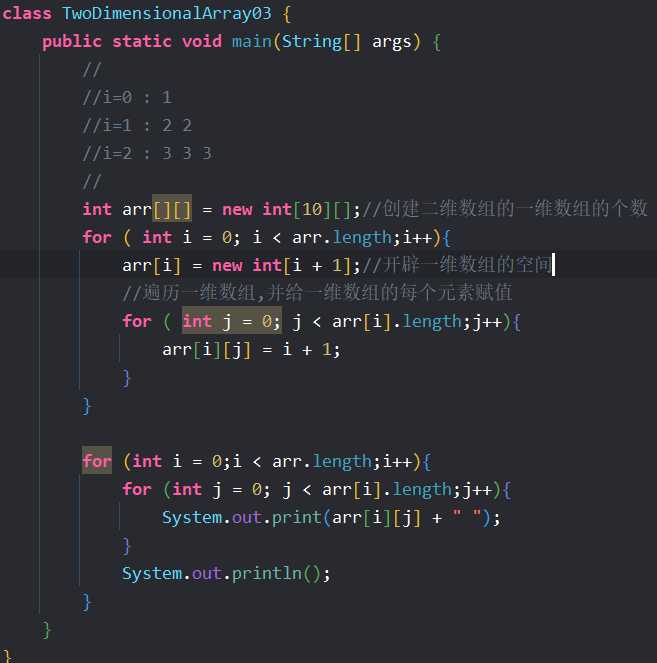 class TwoDimensionalArray03 {
    public static void main(String[] args) {
        //
        //i=0 : 1
        //i=1 : 2 2
        //i=2 : 3 3 3
        //
        int arr[][] = new int[10][];//创建二维数组的一维数组的个数
        for ( int i = 0; i < arr.length;i++){
            arr[i] = new int[i + 1];//开辟一维数组的空间
            //遍历一维数组,并给一维数组的每个元素赋值
            for ( int j = 0; j < arr[i].length;j++){
                arr[i][j] = i + 1;
            }
        }

        for (int i = 0;i < arr.length;i++){
            for (int j = 0; j < arr[i].length;j++){
                System.out.print(arr[i][j] + " ");
            }
            System.out.println();
        }
    }
}